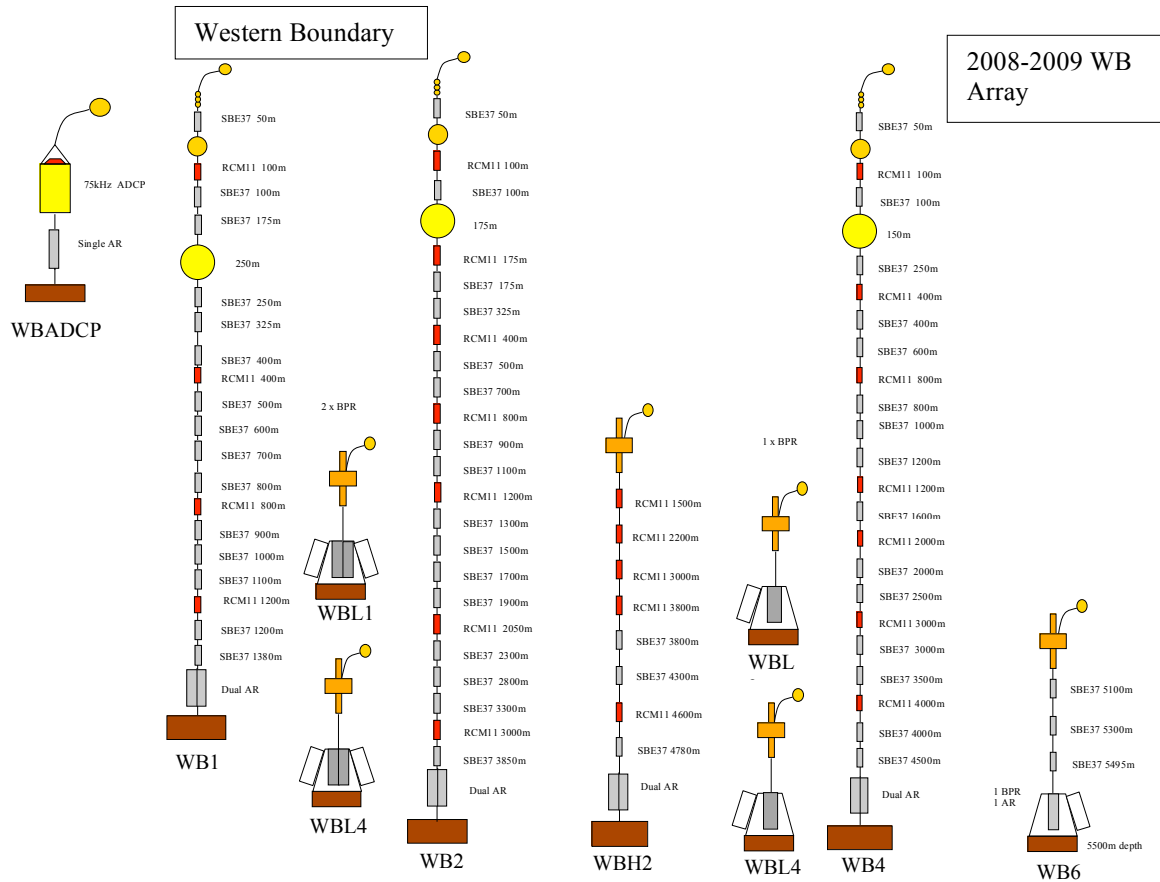 Western Boundary
2008-2009 WB
Array
75kHz ADCP
Single AR
WBADCP
SBE37 50m
RCM11 100m
SBE37 100m
SBE37 175m
250m
SBE37 250m
SBE37 325m
SBE37 400m
RCM11 400m
SBE37 500m
SBE37 600m
SBE37 700m
SBE37 800m
RCM11 800m
SBE37 900m
SBE37 1000m
SBE37 1100m
RCM11 1200m
SBE37 1200m
SBE37 1380m
Dual AR
WB1
2 x BPR
WBL1
WBL4
SBE37 50m
RCM11 100m
SBE37 100m
175m
RCM11 175m
SBE37 175m
SBE37 325m
RCM11 400m
SBE37 500m
SBE37 700m
RCM11 800m
SBE37 900m
SBE37 1100m
RCM11 1200m
SBE37 1300m
SBE37 1500m
SBE37 1700m
SBE37 1900m
RCM11 2050m
SBE37 2300m
SBE37 2800m
SBE37 3300m
RCM11 3000m
SBE37 3850m
Dual AR
WB2
RCM11 1500m
RCM11 2200m
RCM11 3000m
RCM11 3800m
SBE37 3800m
SBE37 4300m
RCM11 4600m
SBE37 4780m
Dual AR
WBH2
1 x BPR
WBL
WBL4
SBE37 50m
RCM11 100m
SBE37 100m
150m
SBE37 250m
RCM11 400m
SBE37 400m
SBE37 600m
RCM11 800m
SBE37 800m
SBE37 1000m
SBE37 1200m
RCM11 1200m
SBE37 1600m
RCM11 2000m
SBE37 2000m
SBE37 2500m
RCM11 3000m
SBE37 3000m
SBE37 3500m
RCM11 4000m
SBE37 4000m
SBE37 4500m
Dual AR
WB4
SBE37 5100m
SBE37 5300m
SBE37 5495m
1 BPR
1 AR
5500m depth
WB6